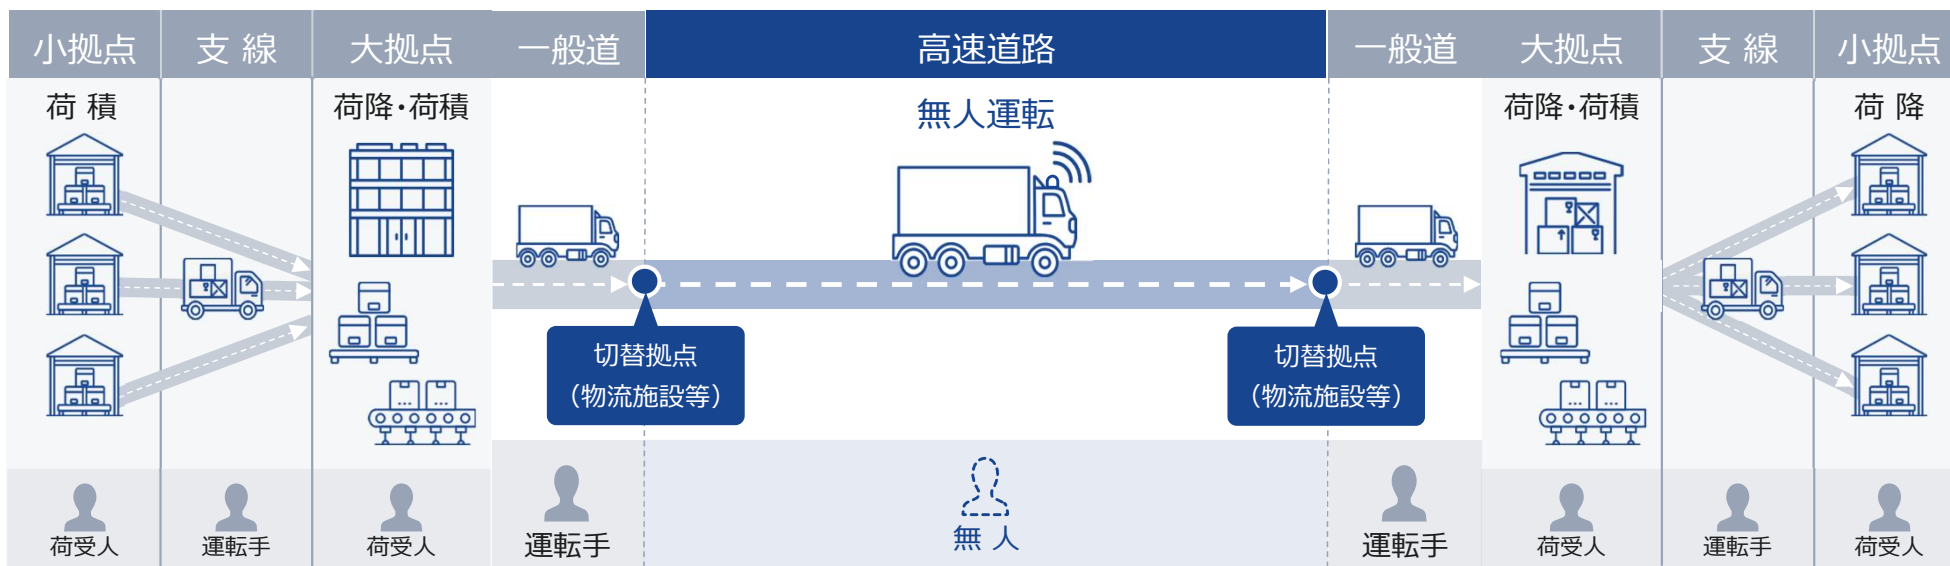 小拠点
支 線
大拠点
一般道
高速道路
一般道
大拠点
支 線
小拠点
荷 積
荷降・荷積
無人運転
荷降・荷積
荷 降
切替拠点
（物流施設等）
切替拠点
（物流施設等）
荷受人
運転手
荷受人
運転手
無 人
運転手
荷受人
運転手
荷受人